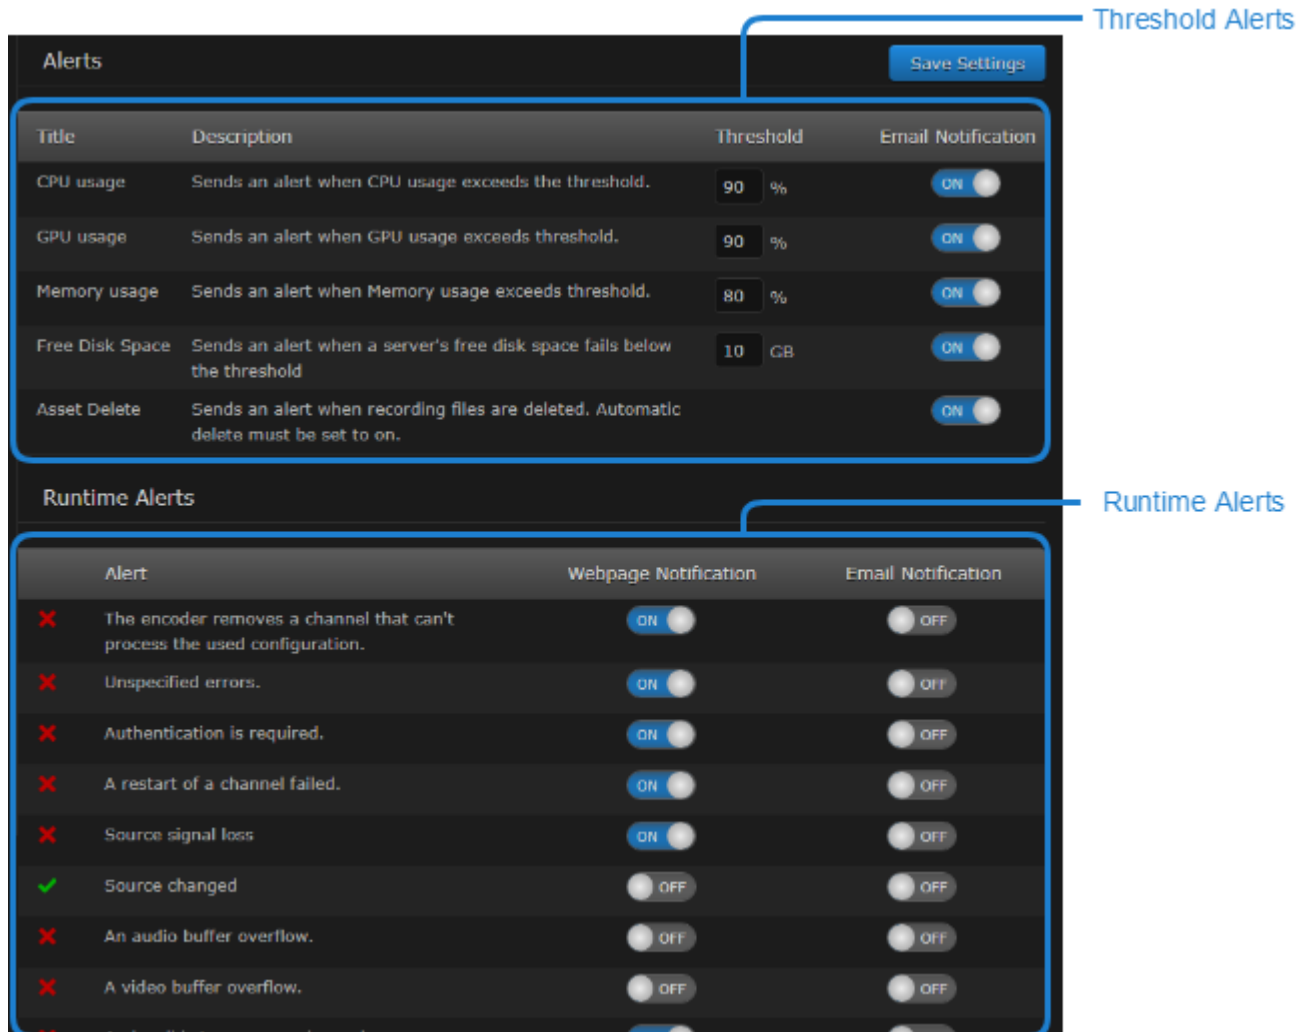 Threshold Alerts
Alerts
Save Settings
Title Description Threshold Email Notification
CPU usage Sends an alert when CPU usage exceeds the threshold. 90 % ON
GPU usage Sends an alert when GPU usage exceeds threshold. 90 % ON
Memory usage Sends an alert when Memory usage exceeds threshold. 80 % ON
Free Disk Space Sends an alert when a server's free disk space fails below 10 GB ON
the threshold
Asset Delete Sends an alert when recording files are deleted. Automatic ON
delete must be set to on.
Runtime Alerts
Runtime Alerts
Alert Webpage Notification Email Notification
The encoder removes a channel that can't ON OFF
process the used configuration.
Unspecified errors. ON OFF
Authentication is required. ON OFF
A restart of a channel failed. ON OFF
Source signal loss ON OFF
Source changed OFF OFF
An audio buffer overflow. OFF OFF
A video buffer overflow. OFF OFF